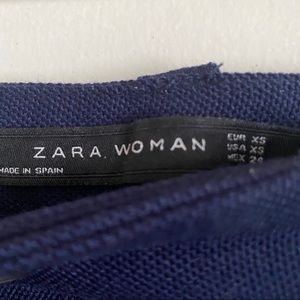 ZARA WOMAN
EUR XS
USA XS
MEX 24
MADE IN SPAIN